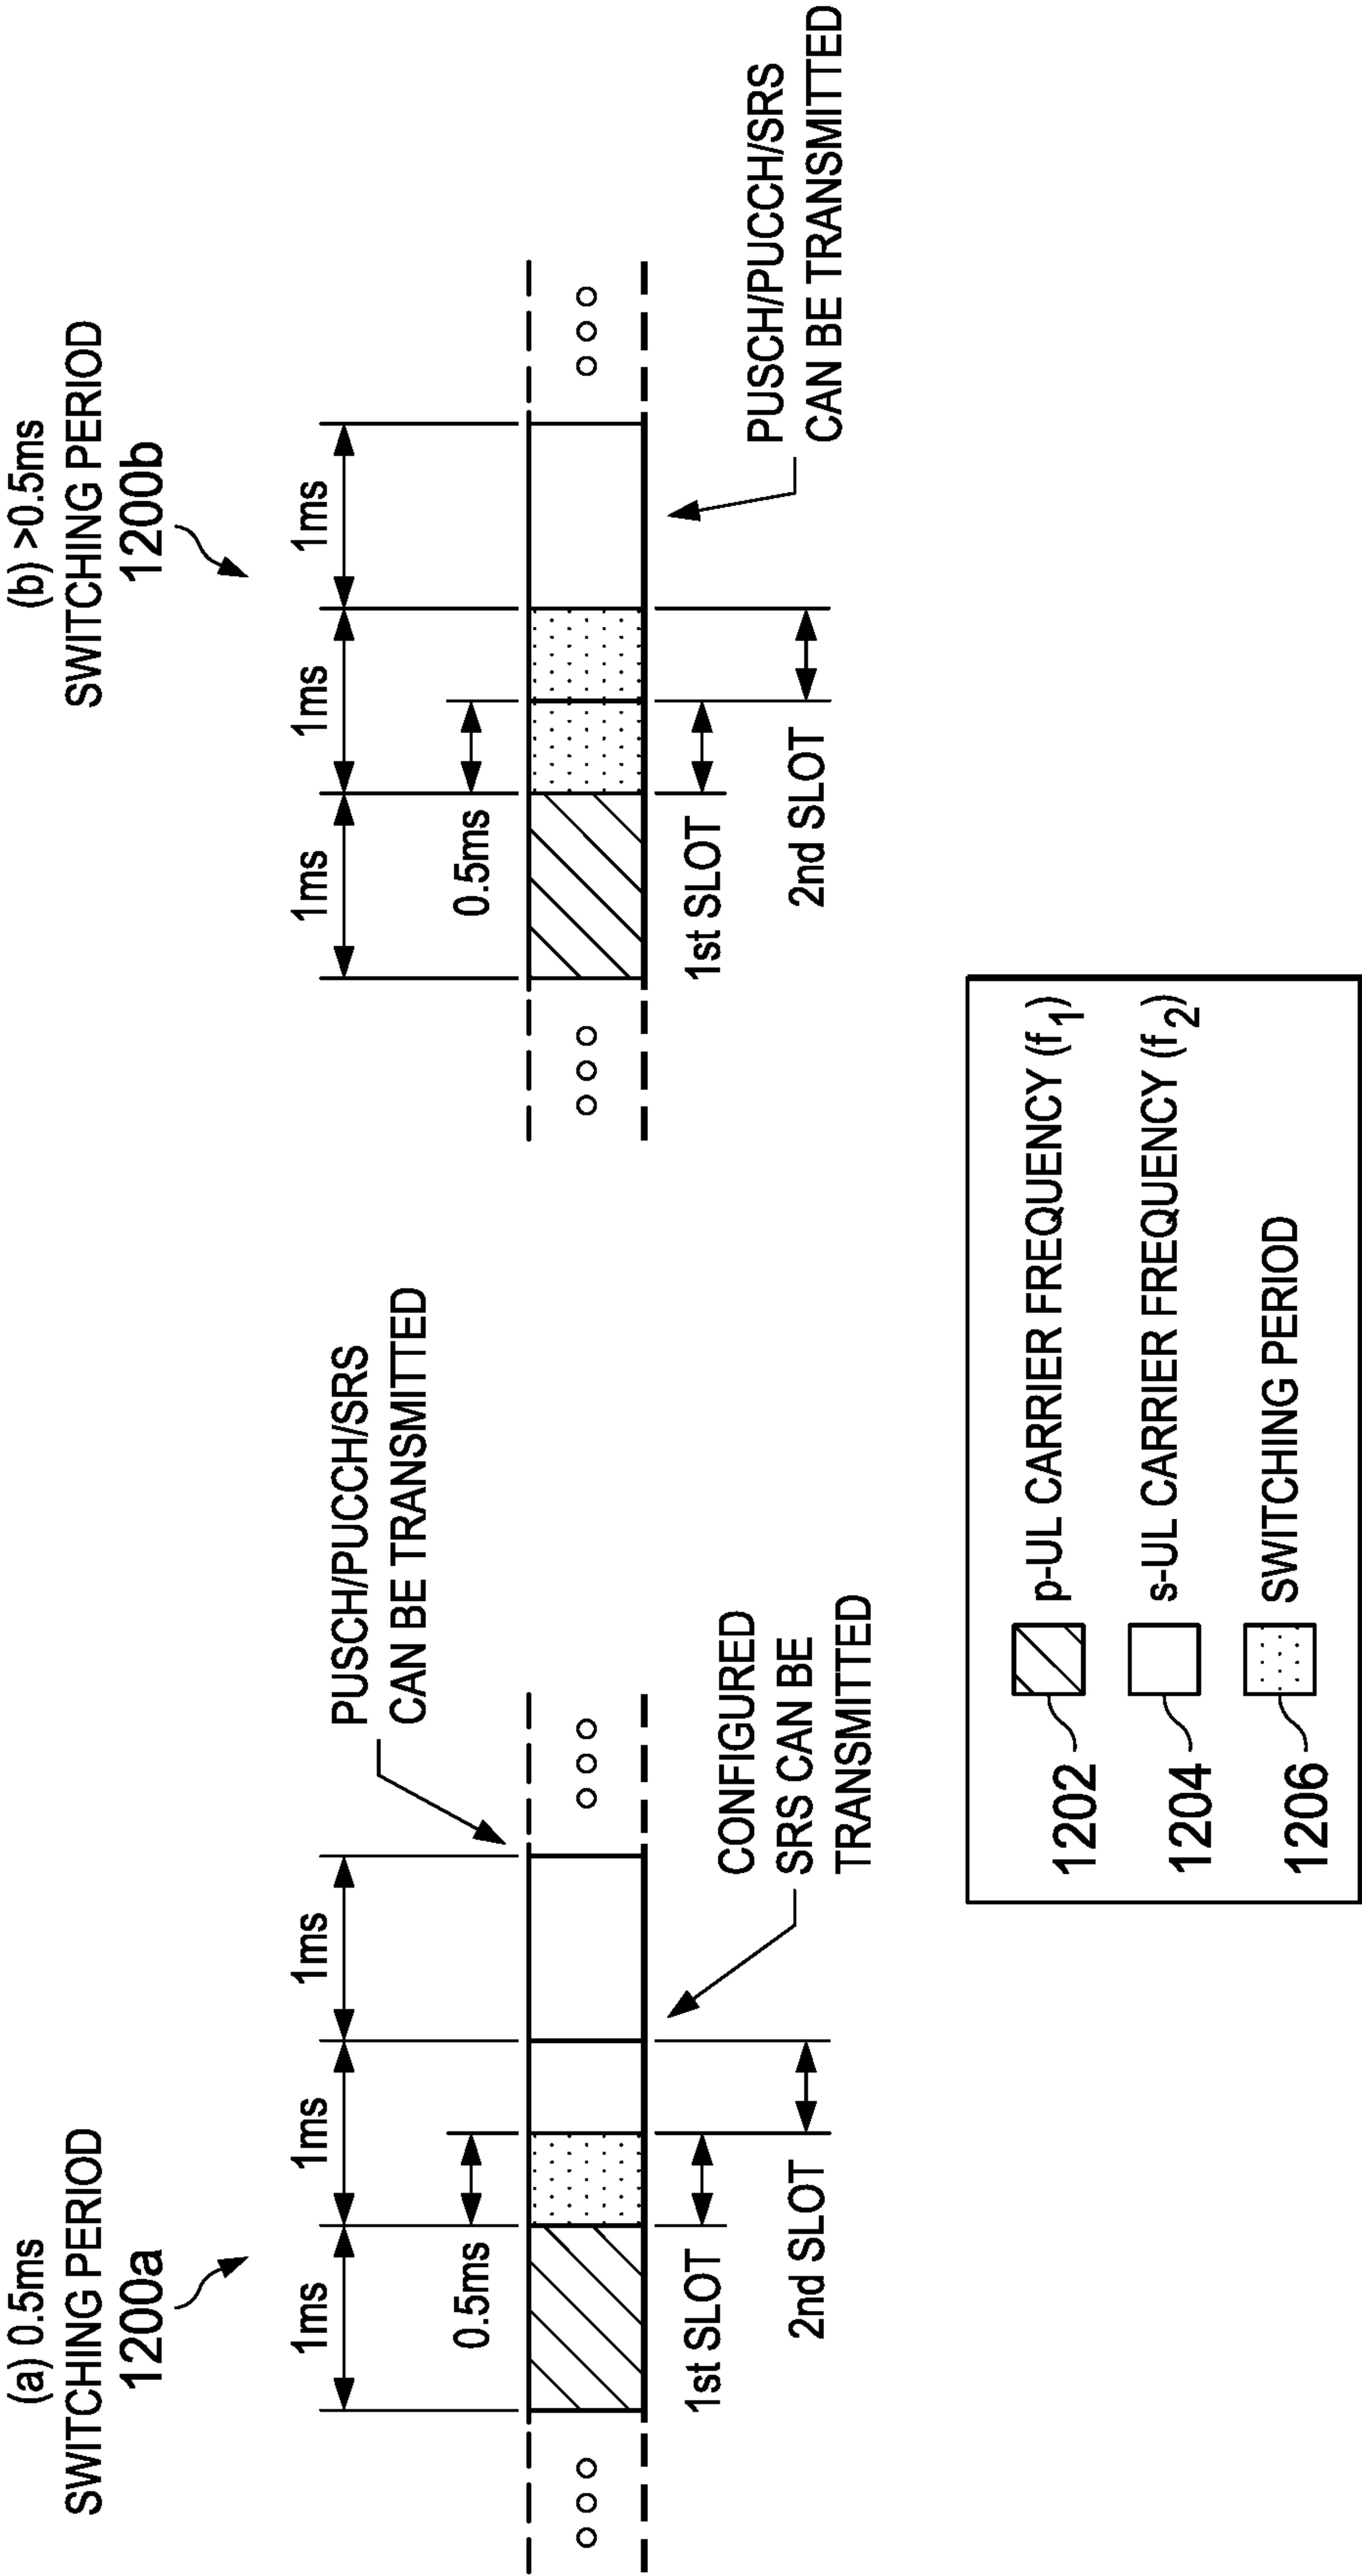 (a) 0.5ms
SWITCHING PERIOD
1200a
1ms
1ms
1ms
PUSCH/PUCCH/SRS
CAN BE TRANSMITTED
0.5ms
1st SLOT
2nd SLOT
CONFIGURED
SRS CAN BE
TRANSMITTED
(b) >0.5ms
SWITCHING PERIOD
1200b
1ms
1ms
1ms
0.5ms
1st SLOT
2nd SLOT
PUSCH/PUCCH/SRS
CAN BE TRANSMITTED
1202 p-UL CARRIER FREQUENCY (f1)
1204 s-UL CARRIER FREQUENCY (f2)
1206 SWITCHING PERIOD